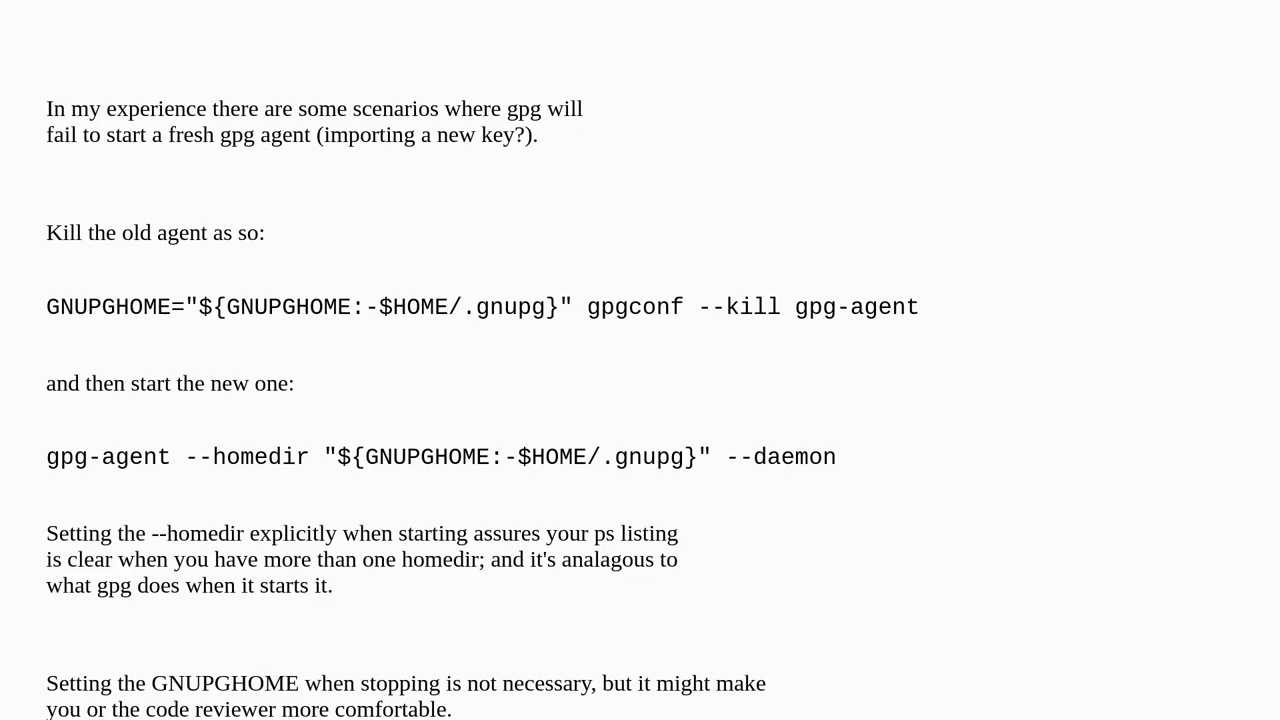 In my experience there are some scenarios where gpg will
fail to start a fresh gpg agent (importing a new key?).
Kill the old agent as so:
GNUPGHOME="${GNUPGHOME:-$HOME/.gnupg}" gpgconf --kill gpg-agent
and then start the new one:
gpg-agent --homedir "${GNUPGHOME:-$HOME/.gnupg}" --daemon
Setting the --homedir explicitly when starting assures your ps listing
is clear when you have more than one homedir; and it's analagous to
what gpg does when it starts it.
Setting the GNUPGHOME when stopping is not necessary, but it might make
you or the code reviewer more comfortable.